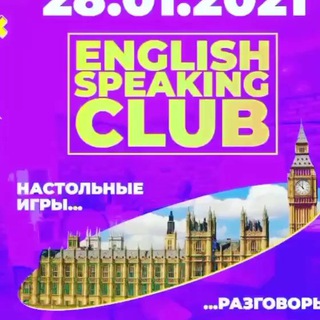 28.01.2021
ENGLISH
SPEAKING
CLUB
НАСТОЛЬНЫЕ
ИГРЫ...
...РАЗГОВОРЫ